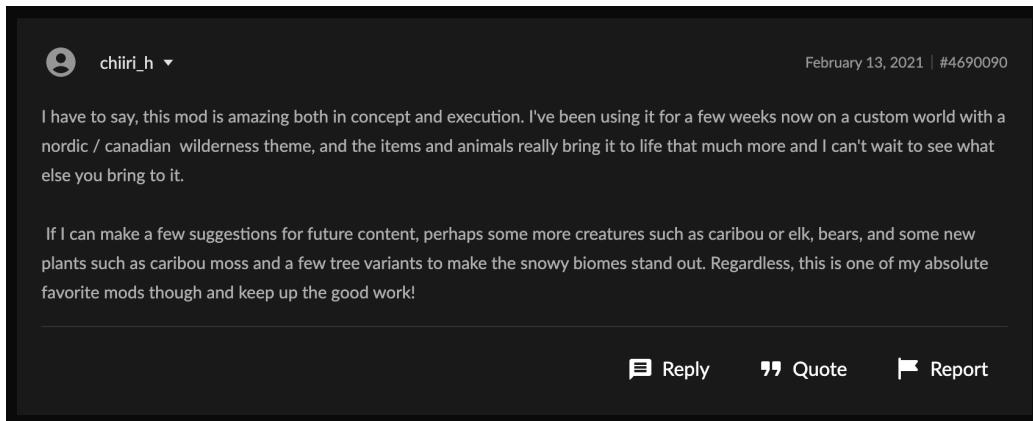 chiiri_h
February 13, 2021 | #4690090
I have to say, this mod is amazing both in concept and execution. I've been using it for a few weeks now on a custom world with a
nordic / canadian  wilderness theme, and the items and animals really bring it to life that much more and I can't wait to see what
else you bring to it.
If I can make a few suggestions for future content, perhaps some more creatures such as caribou or elk, bears, and some new
plants such as caribou moss and a few tree variants to make the snowy biomes stand out. Regardless, this is one of my absolute
favorite mods though and keep up the good work!
Reply Quote Report